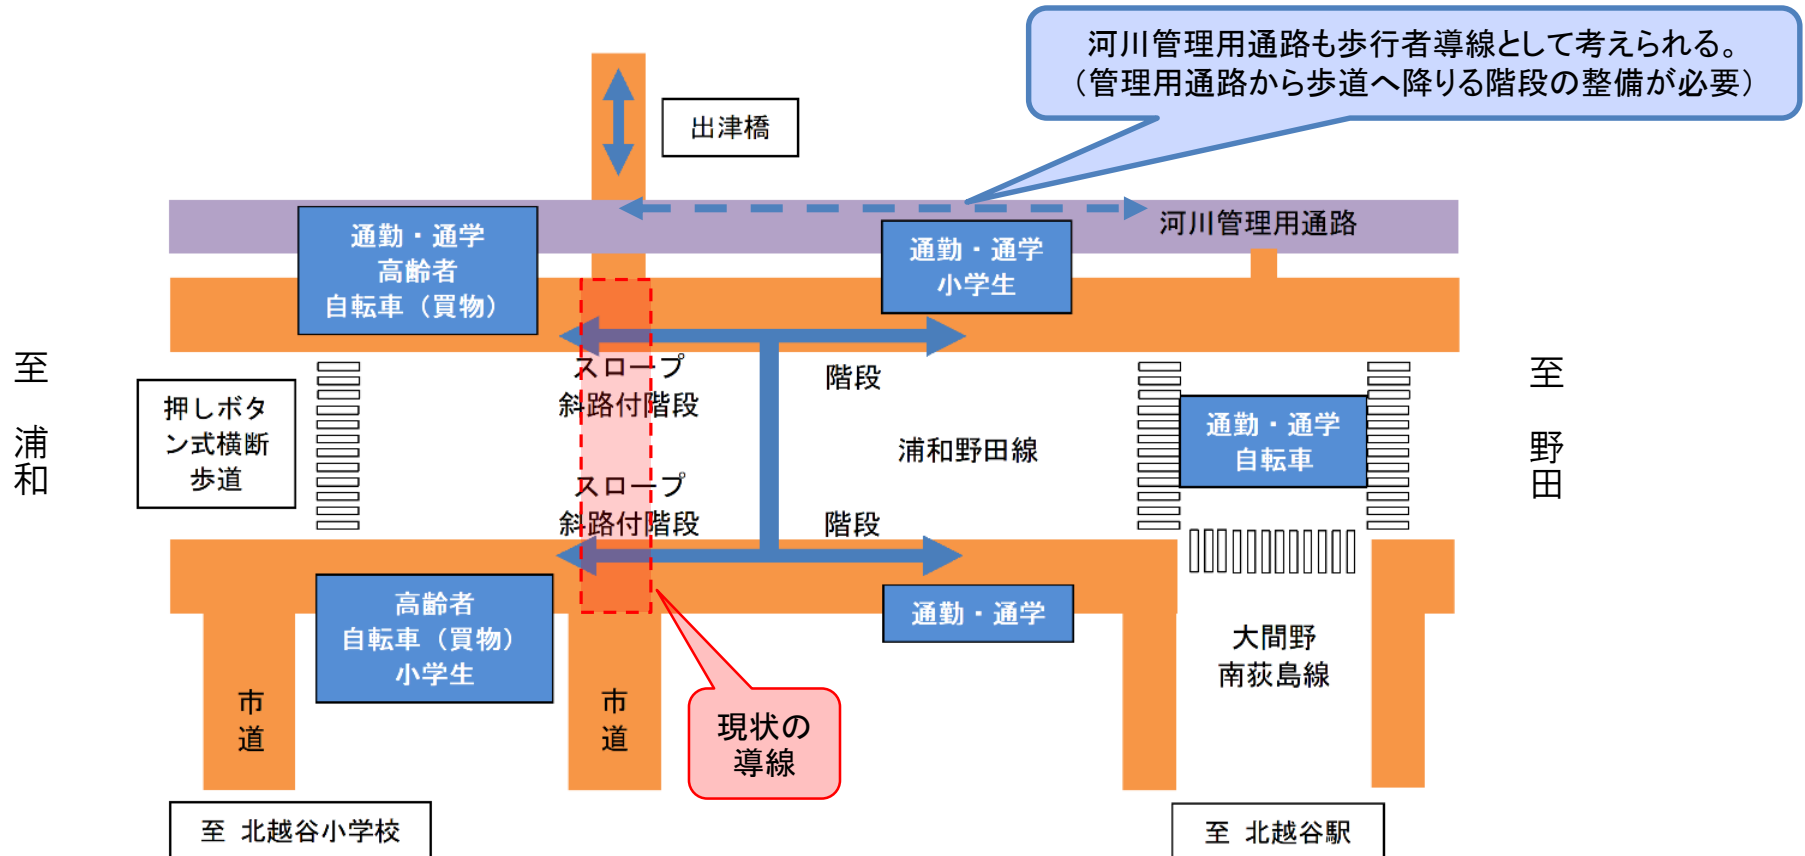 河川管理用通路も歩行者導線として考えられる。
（管理用通路から歩道へ降りる階段の整備が必要）
出津橋
河川管理用通路
通勤・通学
高齢者
自転車（買物）
通勤・通学
小学生
至 浦和
押しボタ
ン式横断
歩道
スロープ
斜路付階段
階段
浦和野田線
通勤・通学
自転車
至 野田
スロープ
斜路付階段
階段
高齢者
自転車（買物）
小学生
通勤・通学
大間野
南荻島線
市道
市道
現状の
導線
至 北越谷小学校
至 北越谷駅